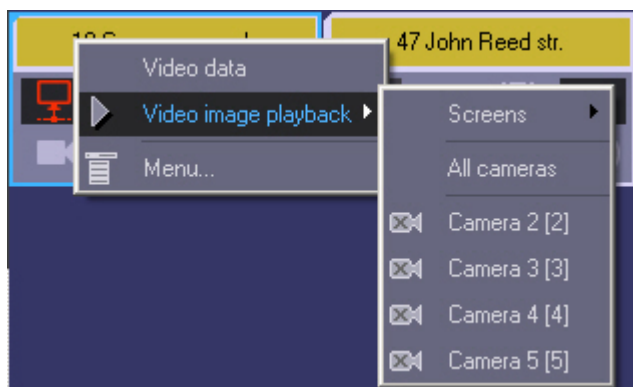 47 John Reed str.
Video data
Video image playback
Menu...
Screens
All cameras
Camera 2 [2]
Camera 3 [3]
Camera 4 [4]
Camera 5 [5]